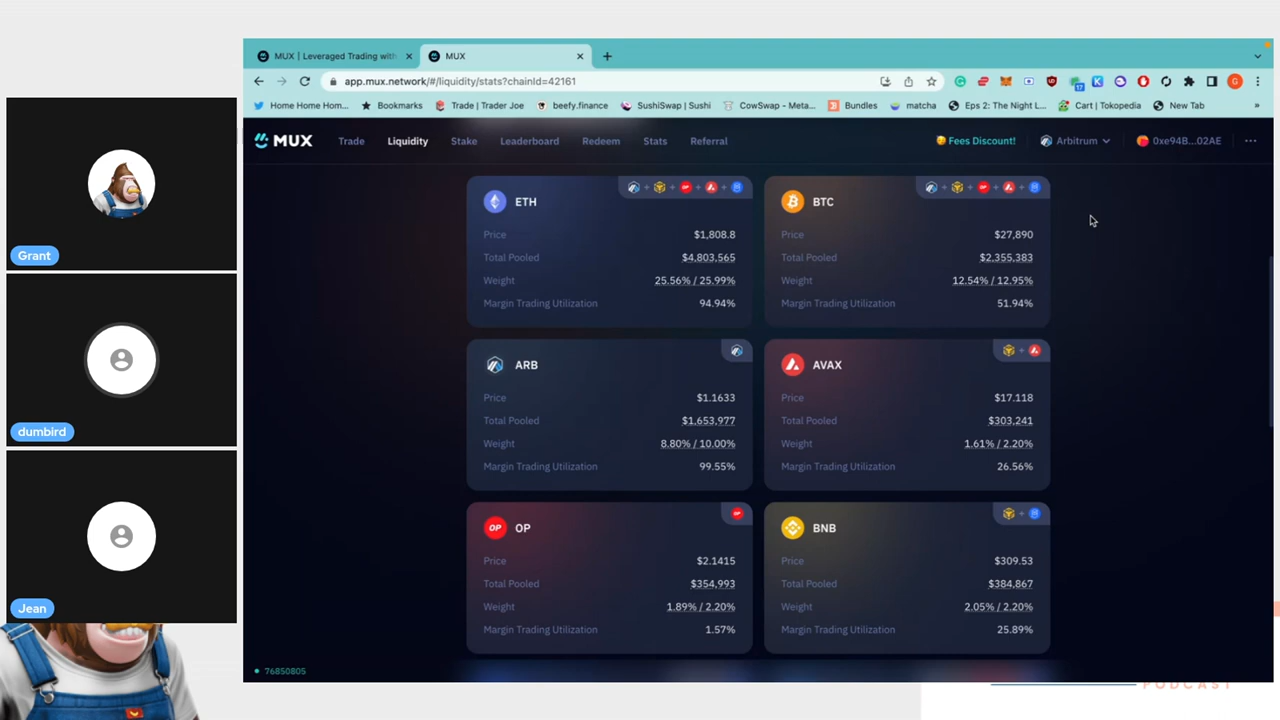 MUX | Leveraged Trading with
MUX
app.mux.network/#/liquidity/stats?chainId=42161
17
K
G
Home Home Hom...
Bookmarks
Trade | Trader Joe
beefy.finance
SushiSwap | Sushi
CowSwap - Meta...
Bundles
matcha
Eps 2: The Night L...
Cart | Tokopedia
New Tab
»
MUX
Trade
Liquidity
Stake
Leaderboard
Redeem
Stats
Referral
Fees Discount!
Arbitrum
0xe94B...02AE
ETH
Price $1,808.8
Total Pooled $4,803,565
Weight 25.56% / 25.99%
Margin Trading Utilization 94.94%
BTC
Price $27,890
Total Pooled $2,355,383
Weight 12.54% / 12.95%
Margin Trading Utilization 51.94%
ARB
Price $1.1633
Total Pooled $1,653,977
Weight 8.80% / 10.00%
Margin Trading Utilization 99.55%
AVAX
Price $17.118
Total Pooled $303,241
Weight 1.61% / 2.20%
Margin Trading Utilization 26.56%
OP OP
Price $2.1415
Total Pooled $354,993
Weight 1.89% / 2.20%
Margin Trading Utilization 1.57%
BNB
Price $309.53
Total Pooled $384,867
Weight 2.05% / 2.20%
Margin Trading Utilization 25.89%
76850805
Grant
dumbird
Jean
PODCAST